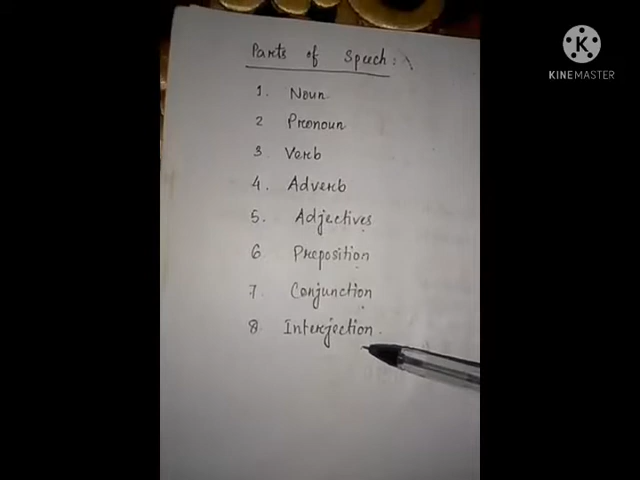 Parts of Speech:
1. Noun
2 Pronoun
3 Verb
4. Adverb
5. Adjectives
6 Preposition
7 Conjunction
8 Interjection.
K
KINEMASTER